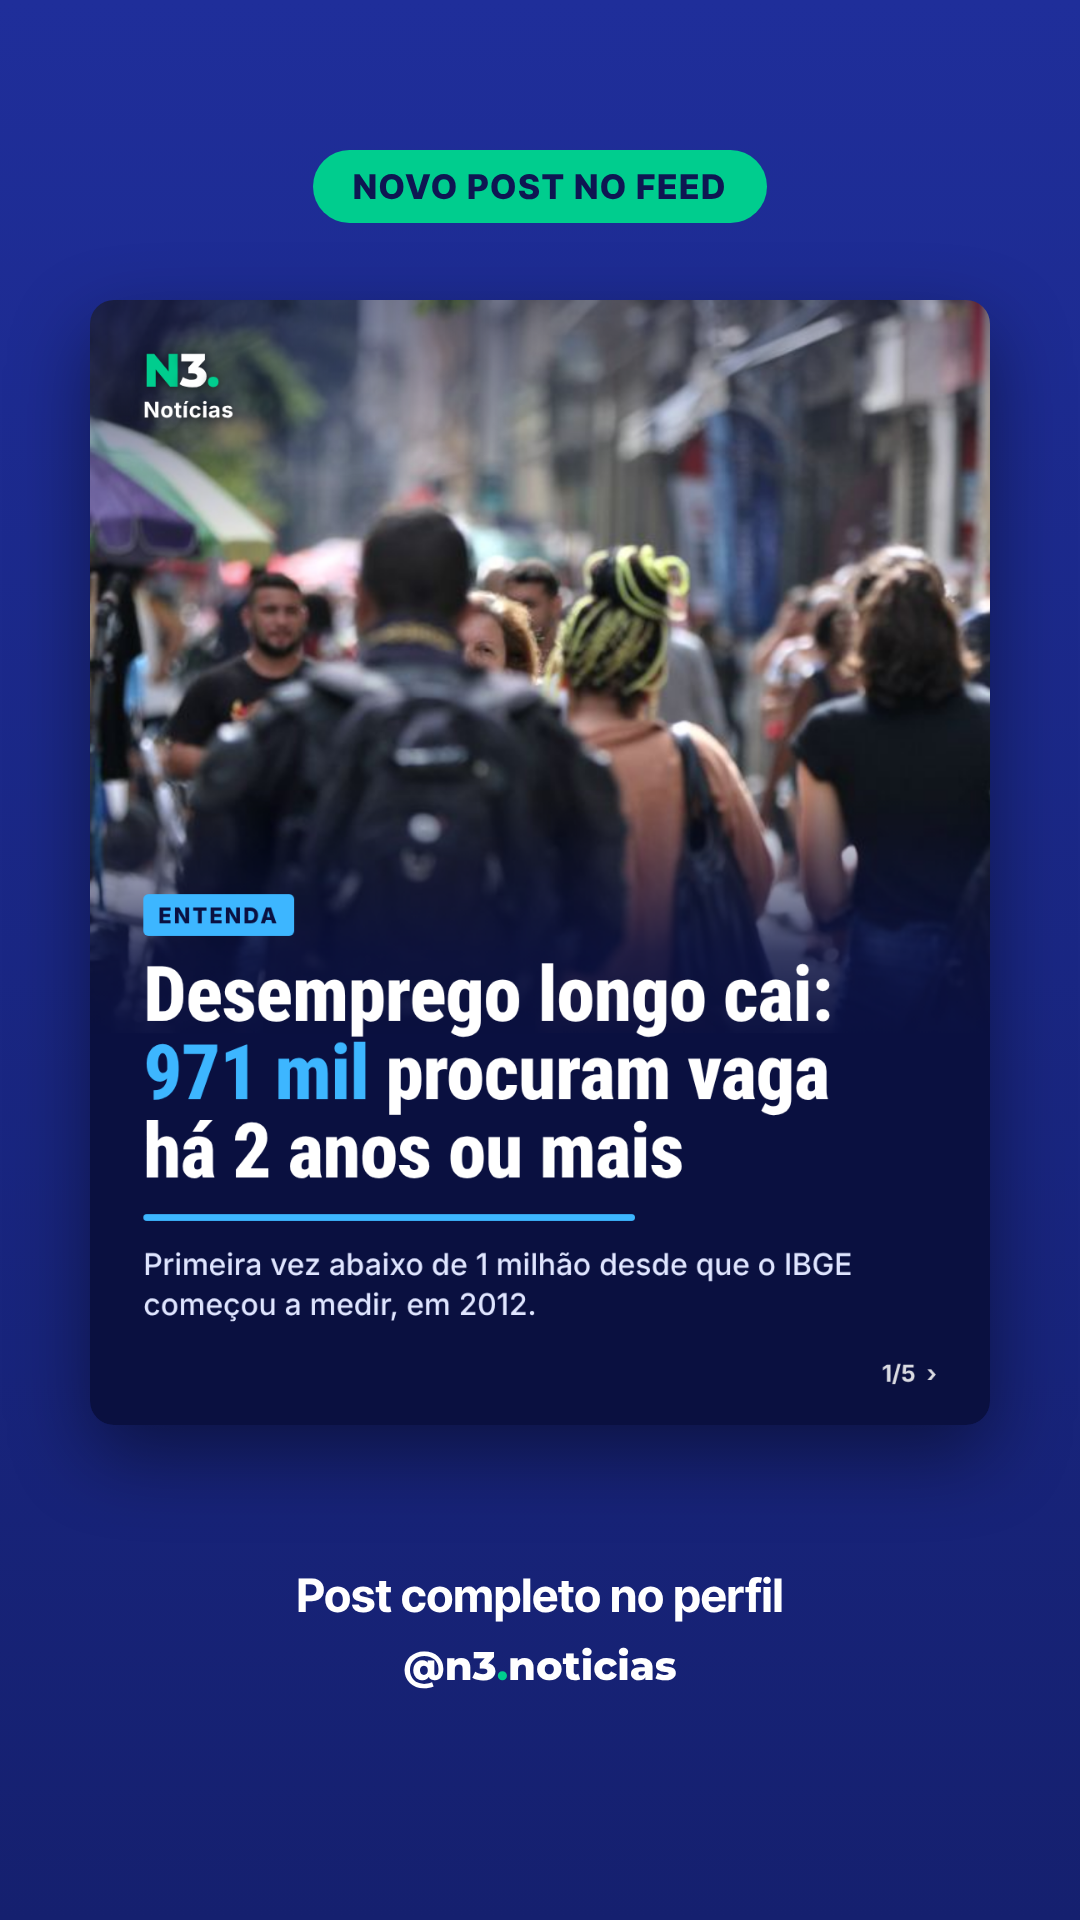 NOVO POST NO FEED
N3.
Notícias
ENTENDA
Desemprego longo cai:
971 mil procuram vaga
há 2 anos ou mais
Primeira vez abaixo de 1 milhão desde que o IBGE
começou a medir, em 2012.
1/5 ›
Post completo no perfil
@n3.noticias